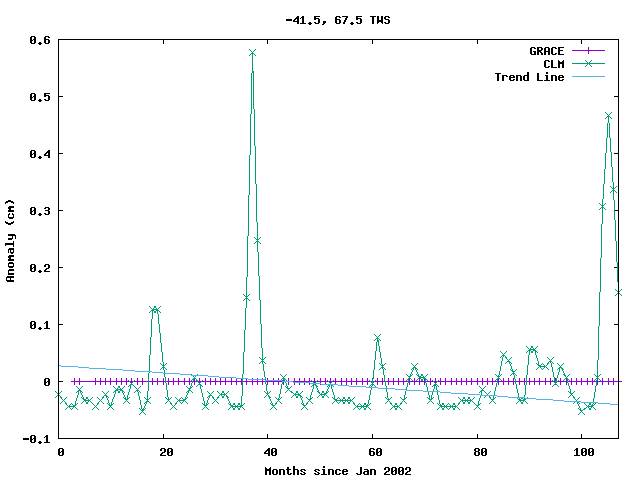 -41.5, 67.5 TWS
GRACE
CLM
Trend Line
0.6
0.5
0.4
0.3
0.2
0.1
0
-0.1
Anomaly (cm)
0 20 40 60 80 100
Months since Jan 2002